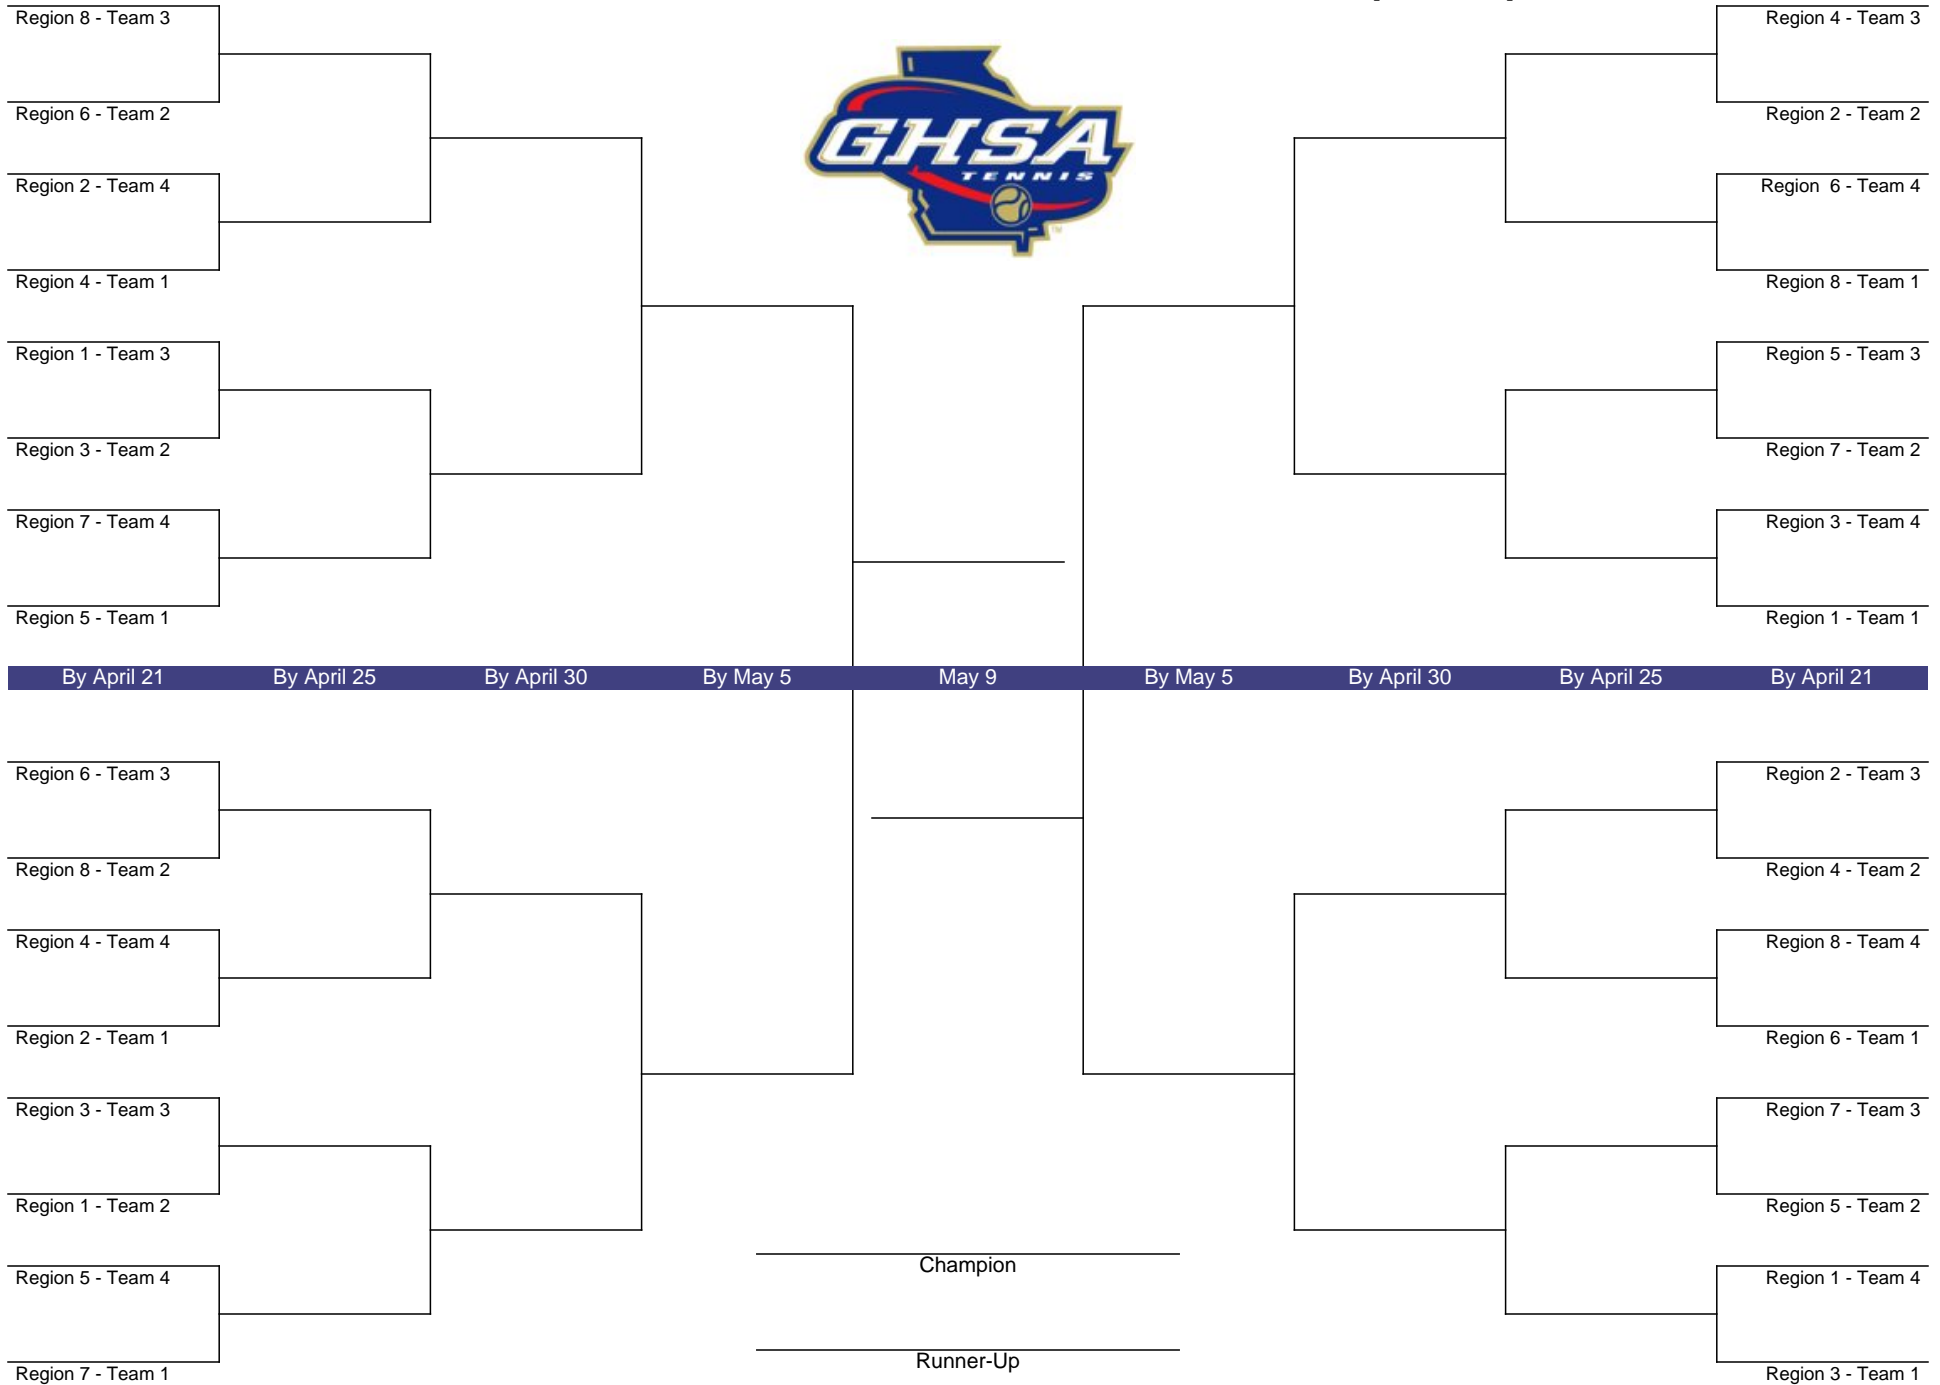 Region 8 - Team 3
Region 6 - Team 2
Region 2 - Team 4
Region 4 - Team 1
Region 1 - Team 3
Region 3 - Team 2
Region 7 - Team 4
Region 5 - Team 1
GHSA
TENNIS
TM
Region 4 - Team 3
Region 2 - Team 2
Region 6 - Team 4
Region 8 - Team 1
Region 5 - Team 3
Region 7 - Team 2
Region 3 - Team 4
Region 1 - Team 1
By April 21 By April 25 By April 30 By May 5 May 9 By May 5 By April 30 By April 25 By April 21
Region 6 - Team 3
Region 8 - Team 2
Region 4 - Team 4
Region 2 - Team 1
Region 3 - Team 3
Region 1 - Team 2
Region 5 - Team 4
Region 7 - Team 1
Champion
Runner-Up
Region 2 - Team 3
Region 4 - Team 2
Region 8 - Team 4
Region 6 - Team 1
Region 7 - Team 3
Region 5 - Team 2
Region 1 - Team 4
Region 3 - Team 1